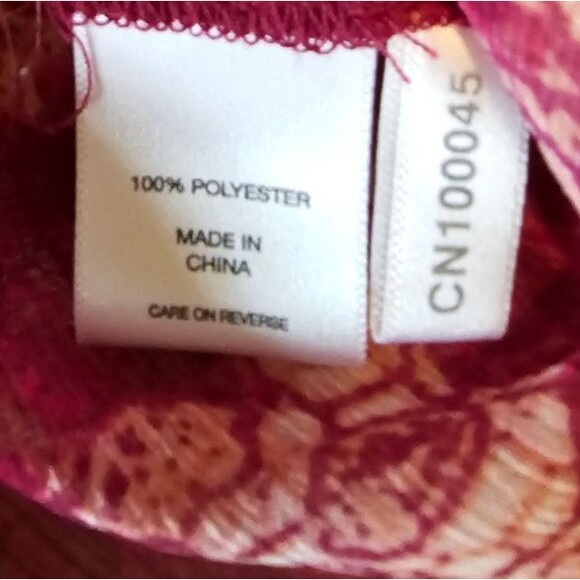 100% POLYESTER
MADE IN
CHINA
CARE ON REVERSE
CN100045